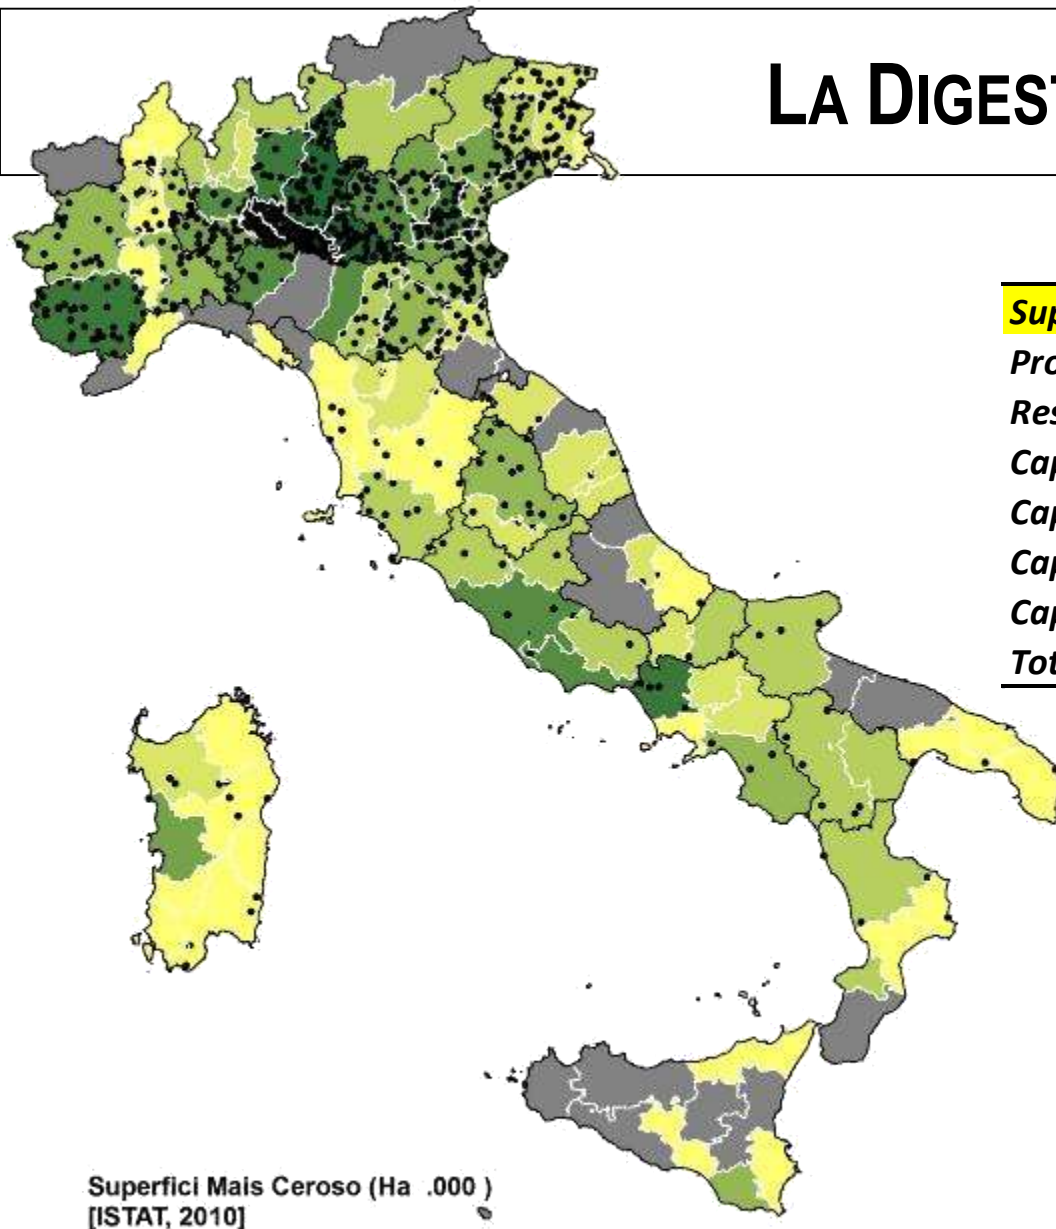 LA DIGEST
Sup
Pro
Res
Cap
Cap
Cap
Cap
Tot
Superfici Mais Ceroso (Ha .000 )
[ISTAT, 2010]